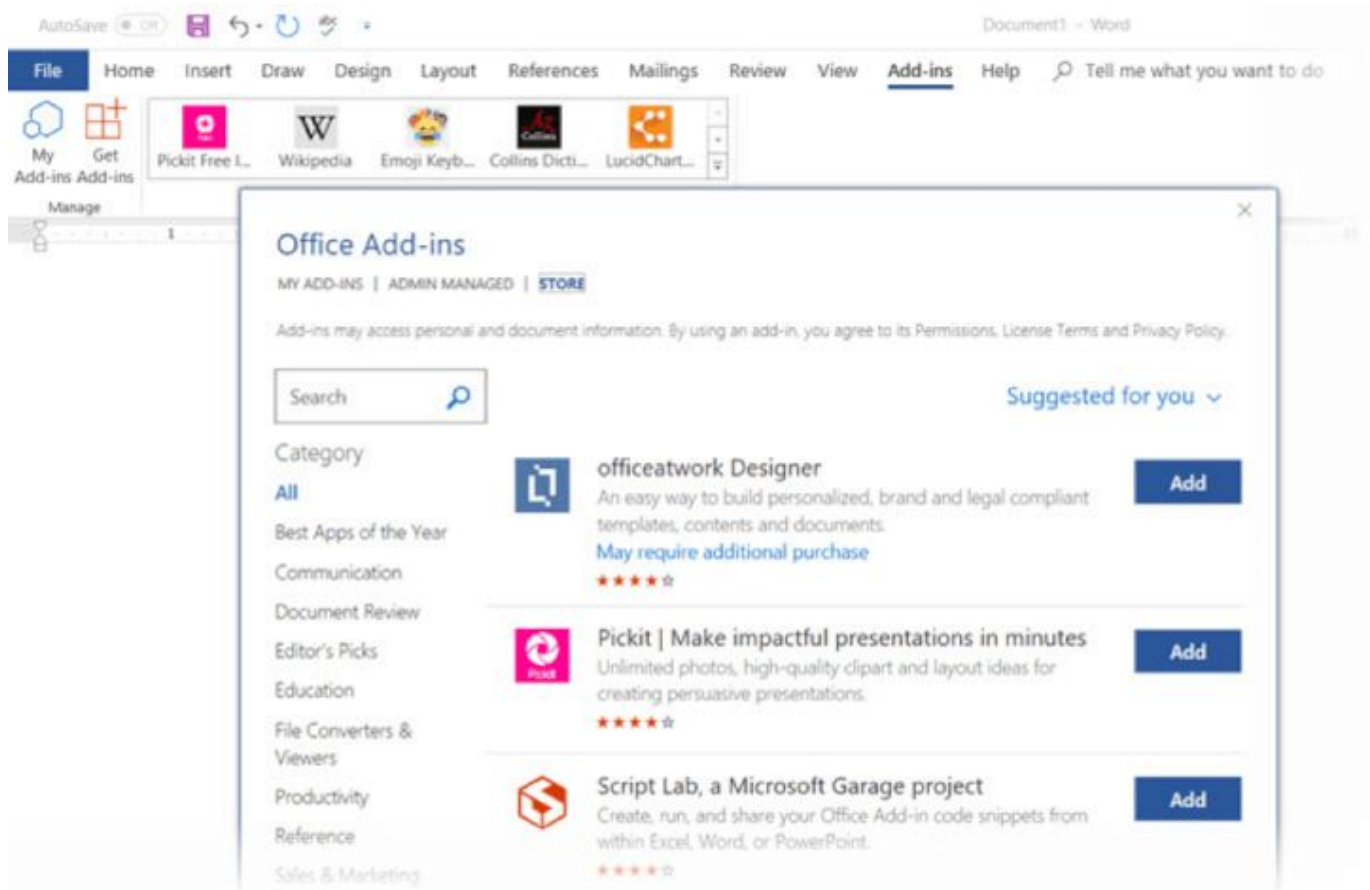 AutoSave Off
Document1 - Word
File Home Insert Draw Design Layout References Mailings Review View Add-ins Help Tell me what you want to do
My Add-ins
Get Add-ins
Pickit Free I... Wikipedia Emoji Keyb... Collins Dicti... LucidChart...
W
Collins
Manage
1
Office Add-ins
MY ADD-INS | ADMIN MANAGED | STORE
Add-ins may access personal and document information. By using an add-in, you agree to its Permissions, License Terms and Privacy Policy.
Search
Suggested for you
Category
All
Best Apps of the Year
Communication
Document Review
Editor's Picks
Education
File Converters &
Viewers
Productivity
Reference
Sales & Marketing
officeatwork Designer
An easy way to build personalized, brand and legal compliant
templates, contents and documents.
May require additional purchase
Add
Pickit
Pickit | Make impactful presentations in minutes
Unlimited photos, high-quality clipart and layout ideas for
creating persuasive presentations.
Add
Script Lab, a Microsoft Garage project
Create, run, and share your Office Add-in code snippets from
within Excel, Word, or PowerPoint.
Add